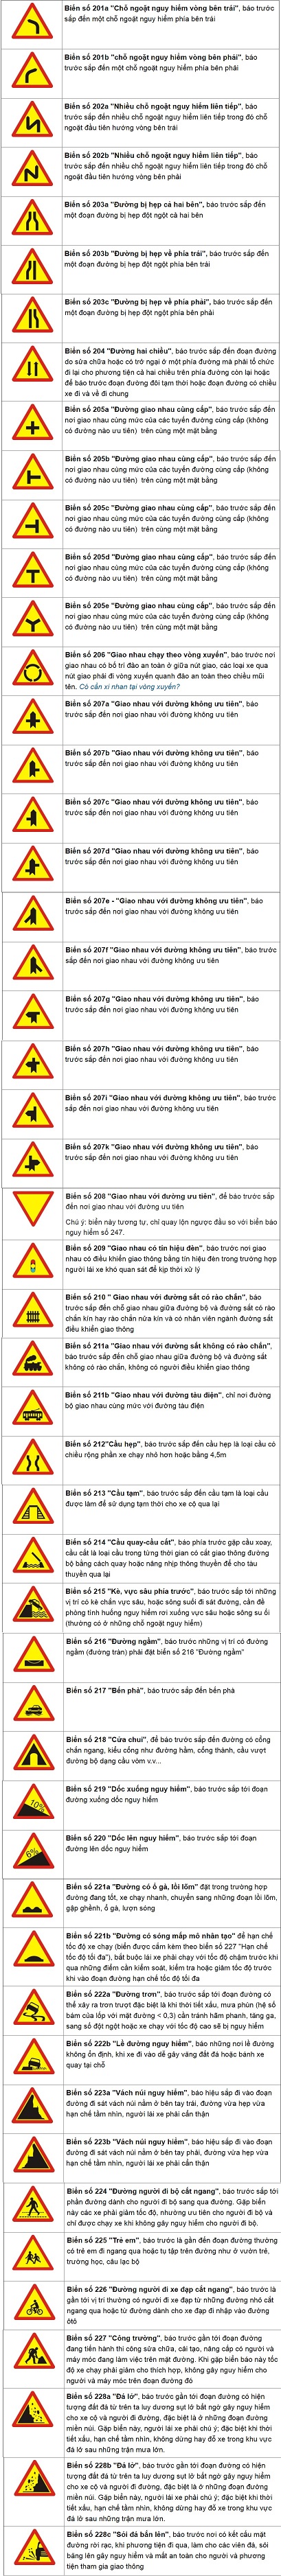 Biển số 201a "Chỗ ngoặt nguy hiểm vòng bên trái", báo trước
sắp đến một chỗ ngoặt nguy hiểm phía bên trái
Biển số 201b "chỗ ngoặt nguy hiểm vòng bên phải", báo
trước sắp đến một chỗ ngoặt nguy hiểm phía bên phải
Biển số 202a "Nhiều chỗ ngoặt nguy hiểm liên tiếp", báo
trước sắp đến nhiều chỗ ngoặt nguy hiểm liên tiếp trong đó chỗ
ngoặt đầu tiên hướng vòng bên trái
Biển số 202b "Nhiều chỗ ngoặt nguy hiểm liên tiếp", báo
trước sắp đến nhiều chỗ ngoặt nguy hiểm liên tiếp trong đó chỗ
ngoặt đầu tiên hướng vòng bên phải
Biển số 203a "Đường bị hẹp cả hai bên", báo trước sắp đến
một đoạn đường bị hẹp đột ngột cả hai bên
Biển số 203b "Đường bị hẹp về phía trái", báo trước sắp đến
một đoạn đường bị hẹp đột ngột phía bên trái
Biển số 203c "Đường bị hẹp về phía phải", báo trước sắp đến
một đoạn đường bị hẹp đột ngột phía bên phải
Biển số 204 "Đường hai chiều", báo trước sắp đến đoạn đường
do sửa chữa hoặc có trở ngại ở một phía đường mà phải tổ chức
đi lại cho phương tiện cả hai chiều trên phía đường còn lại hoặc
để báo trước đoạn đường đôi tạm thời hoặc đoạn đường có chiều
xe đi và về đi chung
Biển số 205a "Đường giao nhau cùng cấp", báo trước sắp đến
nơi giao nhau cùng mức của các tuyến đường cùng cấp (không
có đường nào ưu tiên) trên cùng một mặt bằng
Biển số 205b "Đường giao nhau cùng cấp", báo trước sắp đến
nơi giao nhau cùng mức của các tuyến đường cùng cấp (không
có đường nào ưu tiên) trên cùng một mặt bằng
Biển số 205c "Đường giao nhau cùng cấp", báo trước sắp đến
nơi giao nhau cùng mức của các tuyến đường cùng cấp (không
có đường nào ưu tiên) trên cùng một mặt bằng
Biển số 205d "Đường giao nhau cùng cấp", báo trước sắp đến
nơi giao nhau cùng mức của các tuyến đường cùng cấp (không
có đường nào ưu tiên) trên cùng một mặt bằng
Biển số 205e "Đường giao nhau cùng cấp", báo trước sắp đến
nơi giao nhau cùng mức của các tuyến đường cùng cấp (không
có đường nào ưu tiên) trên cùng một mặt bằng
Biển số 206 "Giao nhau chạy theo vòng xuyến", báo trước nơi
giao nhau có bố trí đảo an toàn ở giữa nút giao, các loại xe qua
nút giao phải đi vòng xuyến quanh đảo an toàn theo chiều mũi
tên. Có cần xi nhan tại vòng xuyến?
Biển số 207a "Giao nhau với đường không ưu tiên", báo
trước sắp đến nơi giao nhau với đường không ưu tiên
Biển số 207b "Giao nhau với đường không ưu tiên", báo
trước sắp đến nơi giao nhau với đường không ưu tiên
Biển số 207c "Giao nhau với đường không ưu tiên", báo
trước sắp đến nơi giao nhau với đường không ưu tiên
Biển số 207d "Giao nhau với đường không ưu tiên", báo
trước sắp đến nơi giao nhau với đường không ưu tiên
Biển số 207e - "Giao nhau với đường không ưu tiên", báo
trước sắp đến nơi giao nhau với đường không ưu tiên
Biển số 207f "Giao nhau với đường không ưu tiên", báo trước
sắp đến nơi giao nhau với đường không ưu tiên
Biển số 207g "Giao nhau với đường không ưu tiên", báo
trước sắp đến nơi giao nhau với đường không ưu tiên
Biển số 207h "Giao nhau với đường không ưu tiên", báo
trước sắp đến nơi giao nhau với đường không ưu tiên
Biển số 207i "Giao nhau với đường không ưu tiên", báo trước
sắp đến nơi giao nhau với đường không ưu tiên
Biển số 207k "Giao nhau với đường không ưu tiên", báo
trước sắp đến nơi giao nhau với đường không ưu tiên
Biển số 208 "Giao nhau với đường ưu tiên", để báo trước sắp
đến nơi giao nhau với đường ưu tiên
Chú ý: biển này tương tự, chỉ quay lộn ngược đầu so với biển báo
nguy hiểm số 247.
Biển số 209 "Giao nhau có tín hiệu đèn", báo trước nơi giao
nhau có điều khiển giao thông bằng tín hiệu đèn trong trường hợp
người lái xe khó quan sát để kịp thời xử lý
Biển số 210 " Giao nhau với đường sắt có rào chắn", báo
trước sắp đến chỗ giao nhau giữa đường bộ và đường sắt có rào
chắn kín hay rào chắn nửa kín và có nhân viên ngành đường sắt
điều khiển giao thông
Biển số 211a "Giao nhau với đường sắt không có rào chắn",
báo trước sắp đến chỗ giao nhau giữa đường bộ và đường sắt
không có rào chắn, không có người điều khiển giao thông
Biển số 211b "Giao nhau với đường tàu điện", chỉ nơi đường
bộ giao nhau cùng mức với đường tàu điện
Biển số 212"Cầu hẹp", báo trước sắp đến cầu hẹp là loại cầu có
chiều rộng phần xe chạy nhỏ hơn hoặc bằng 4,5m
Biển số 213 "Cầu tạm", báo trước sắp đến cầu tạm là loại cầu
được làm để sử dụng tạm thời cho xe cộ qua lại
Biển số 214 "Cầu quay-cầu cất", báo phía trước gặp cầu xoay,
cầu cất là loại cầu trong từng thời gian có cắt giao thông đường
bộ bằng cách quay hoặc nâng nhịp thông thuyền để cho tàu
thuyền qua lại
Biển số 215 "Kè, vực sâu phía trước", báo trước sắp tới những
vị trí có kè chắn vực sâu, hoặc sông suối đi sát đường, cần đề
phòng tình huống nguy hiểm rơi xuống vực sâu hoặc sông su ối
(thường có ở những chỗ ngoặt nguy hiểm)
Biển số 216 "Đường ngầm", báo trước những vị trí có đường
ngầm (đường tràn) phải đặt biển số 216 "Đường ngầm"
Biển số 217 "Bến phà", báo trước sắp đến bến phà
Biển số 218 "Cửa chui", để báo trước sắp đến đường có cổng
chắn ngang, kiểu cổng như đường hầm, cổng thành, cầu vượt
đường bộ dạng cầu vòm v.v...
10%
Biển số 219 "Dốc xuống nguy hiểm", báo trước sắp tới đoạn
đường xuống dốc nguy hiểm
6%
Biển số 220 "Dốc lên nguy hiểm", báo trước sắp tới đoạn
đường lên dốc nguy hiểm
Biển số 221a "Đường có ổ gà, lồi lõm" đặt trong trường hợp
đường đang tốt, xe chạy nhanh, chuyển sang những đoạn lồi lõm,
gập ghềnh, ổ gà, lượn sóng
Biển số 221b "Đường có sóng mấp mô nhân tạo" để hạn chế
tốc độ xe chạy (biển được cắm kèm theo biển số 227 "Hạn chế
tốc độ tối đa"), bắt buộc lái xe phải chạy với tốc độ chậm trước khi
qua những điểm cần kiểm soát, kiểm tra hoặc giảm tốc độ trước
khi vào đoạn đường hạn chế tốc độ tối đa
Biển số 222a "Đường trơn", báo trước sắp tới đoạn đường có
thể xảy ra trơn trượt đặc biệt là khi thời tiết xấu, mưa phùn (hệ số
bám của lốp với mặt đường < 0,3) cần tránh hãm phanh, tăng ga,
sang số đột ngột hoặc xe chạy với tốc độ cao sẽ bị nguy hiểm
Biển số 222b "Lề đường nguy hiểm", báo những nơi lề đường
không ổn định, khi xe đi vào dễ gây văng đất đá hoặc bánh xe
quay tại chỗ
Biển số 223a "Vách núi nguy hiểm", báo hiệu sắp đi vào đoạn
đường đi sát vách núi nằm ở bên tay trái, đường vừa hẹp vừa
hạn chế tầm nhìn, người lái xe phải cẩn thận
Biển số 223b "Vách núi nguy hiểm", báo hiệu sắp đi vào đoạn
đường đi sát vách núi nằm ở bên tay phải, đường vừa hẹp vừa
hạn chế tầm nhìn, người lái xe phải cẩn thận
Biển số 224 "Đường người đi bộ cắt ngang", báo trước sắp tới
phần đường dành cho người đi bộ sang qua đường. Gặp biển
này các xe phải giảm tốc độ, nhường ưu tiên cho người đi bộ và
chỉ được chạy xe khi không gây nguy hiểm cho người đi bộ.
Biển số 225 "Trẻ em", báo trước là gần đến đoạn đường thường
có trẻ em đi ngang qua hoặc tụ tập trên đường như ở vườn trẻ,
trường học, câu lạc bộ
Biển số 226 "Đường người đi xe đạp cắt ngang", báo trước là
gần tới vị trí thường có người đi xe đạp từ những đường nhỏ cắt
ngang qua hoặc từ đường dành cho xe đạp đi nhập vào đường
ôtô
Biển số 227 "Công trường", báo trước gần tới đoạn đường
đang tiến hành thi công sửa chữa, cải tạo, nâng cấp có người và
máy móc đang làm việc trên mặt đường. Khi gặp biển báo này tốc
độ xe chạy phải giảm cho thích hợp, không gây nguy hiểm cho
người và máy móc trên đoạn đường đó
Biển số 228a "Đá lở", báo trước gần tới đoạn đường có hiện
tượng đất đá từ trên ta luy dương sụt lở bất ngờ gây nguy hiểm
cho xe cộ và người đi đường, đặc biệt là ở những đoạn đường
miền núi. Gặp biển này, người lái xe phải chú ý; đặc biệt khi thời
tiết xấu, hạn chế tầm nhìn, không dừng hay đỗ xe trong khu vực
đá lở sau những trận mưa lớn.
Biển số 228b "Đá lở", báo trước gần tới đoạn đường có hiện
tượng đất đá từ trên ta luy dương sụt lở bất ngờ gây nguy hiểm
cho xe cộ và người đi đường, đặc biệt là ở những đoạn đường
miền núi. Gặp biển này, người lái xe phải chú ý; đặc biệt khi thời
tiết xấu, hạn chế tầm nhìn, không dừng hay đỗ xe trong khu vực
đá lở sau những trận mưa lớn.
Biển số 228c "Sỏi đá bắn lên", báo trước nơi có kết cấu mặt
đường rời rạc, khi phương tiện đi qua, làm cho các viên đá, sỏi
băng lên gây nguy hiểm và mất an toàn cho người và phương
tiện tham gia giao thông